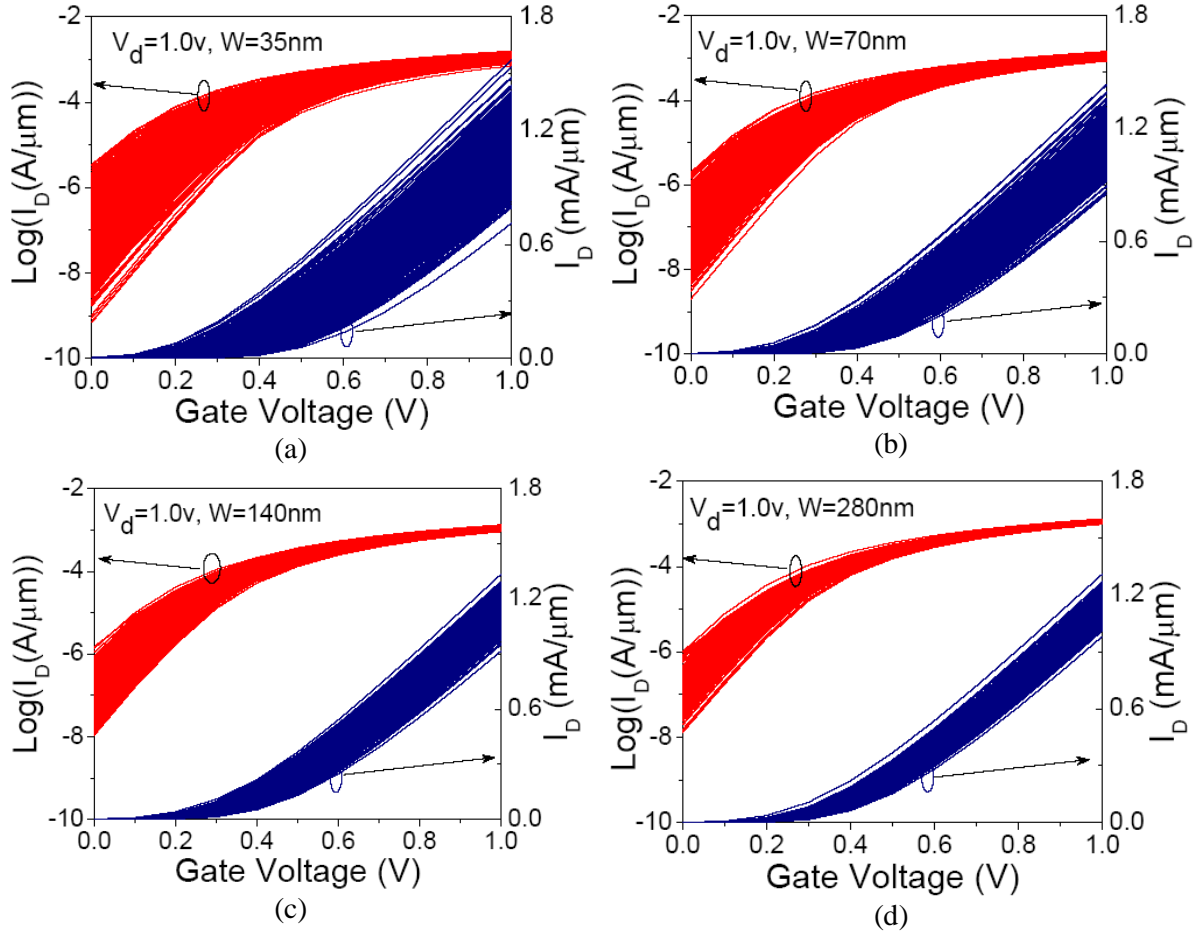 V_d=1.0v, W=35nm
Log(I_D(A/μm))
-2
-4
-6
-8
-10
1.8
1.2
0.6
0.0
I_D (mA/μm)
0.0 0.2 0.4 0.6 0.8 1.0
Gate Voltage (V)
(a)
V_d=1.0v, W=70nm
Log(I_D(A/μm))
-2
-4
-6
-8
-10
1.8
1.2
0.6
0.0
I_D (mA/μm)
0.0 0.2 0.4 0.6 0.8 1.0
Gate Voltage (V)
(b)
V_d=1.0v, W=140nm
Log(I_D(A/μm))
-2
-4
-6
-8
-10
1.8
1.2
0.6
0.0
I_D (mA/μm)
0.0 0.2 0.4 0.6 0.8 1.0
Gate Voltage (V)
(c)
V_d=1.0v, W=280nm
Log(I_D(A/μm))
-2
-4
-6
-8
-10
1.8
1.2
0.6
0.0
I_D (mA/μm)
0.0 0.2 0.4 0.6 0.8 1.0
Gate Voltage (V)
(d)